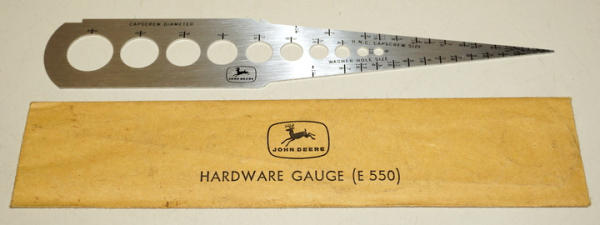 CAPSCREW DIAMETER
U.N.C. CAPSCREW SIZE
WASHER HOLE SIZE
JOHN DEERE
JOHN DEERE
HARDWARE GAUGE (E 550)